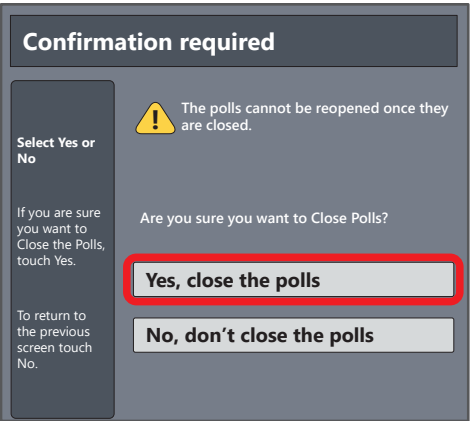 Confirmation required
Select Yes or
No
If you are sure
you want to
Close the Polls,
touch Yes.
To return to
the previous
screen touch
No.
The polls cannot be reopened once they
are closed.
Are you sure you want to Close Polls?
Yes, close the polls
No, don't close the polls